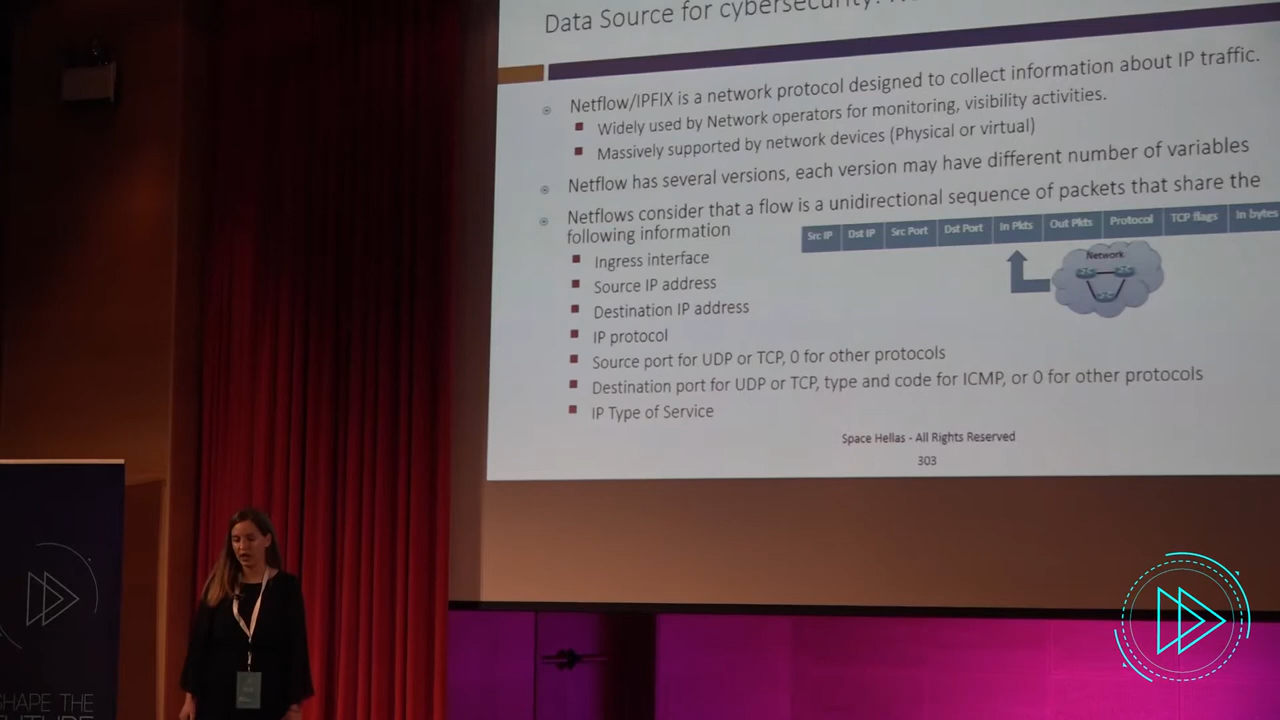 Data Source for cybersecurity:
Netflow/IPFIX is a network protocol designed to collect information about IP traffic.
Widely used by Network operators for monitoring, visibility activities.
Massively supported by network devices (Physical or virtual)
Netflow has several versions, each version may have different number of variables
Netflows consider that a flow is a unidirectional sequence of packets that share the
following information
Src IP Dst IP Src Port Dst Port In Pkts Out Pkts Protocol TCP flags In bytes
Network
Ingress interface
Source IP address
Destination IP address
IP protocol
Source port for UDP or TCP, 0 for other protocols
Destination port for UDP or TCP, type and code for ICMP, or 0 for other protocols
IP Type of Service
Space Hellas - All Rights Reserved
303
SHAPE THE
FUTURE